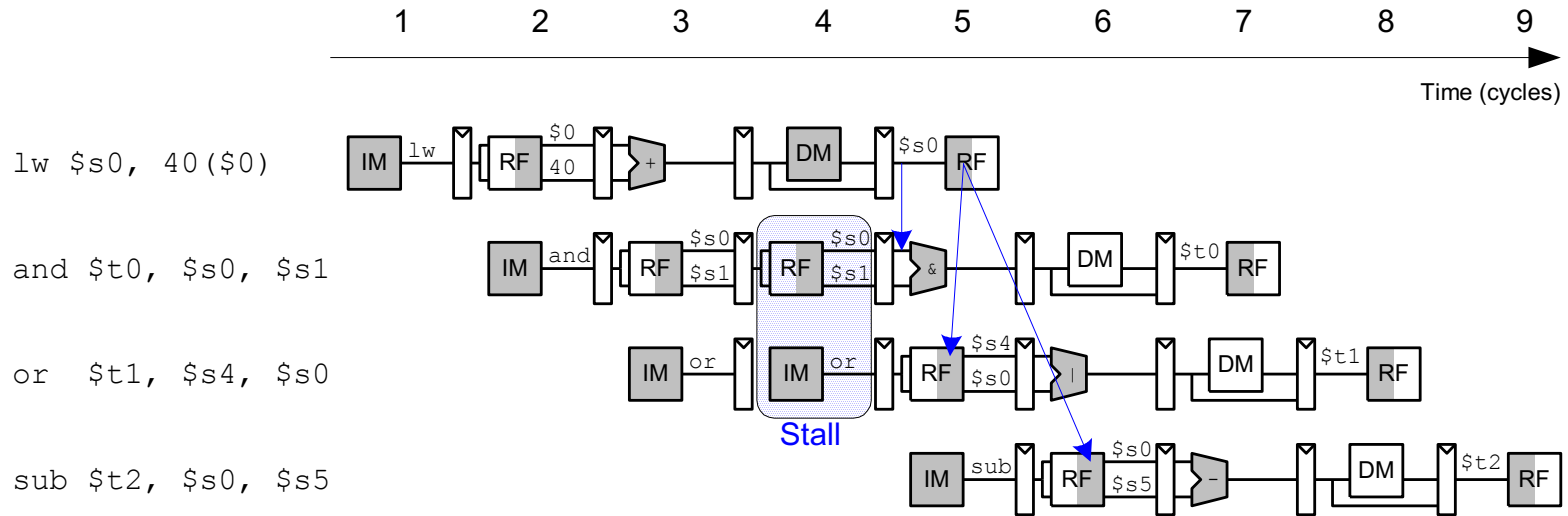 1 2 3 4 5 6 7 8 9
Time (cycles)
lw $s0, 40($0) IM lw RF $0 40 + DM $s0 RF
and $t0, $s0, $s1 IM and RF $s0 $s1 RF $s0 $s1 & DM $t0 RF
or $t1, $s4, $s0 IM or IM or RF $s4 $s0 | DM $t1 RF
Stall
sub $t2, $s0, $s5 IM sub RF $s0 $s5 - DM $t2 RF